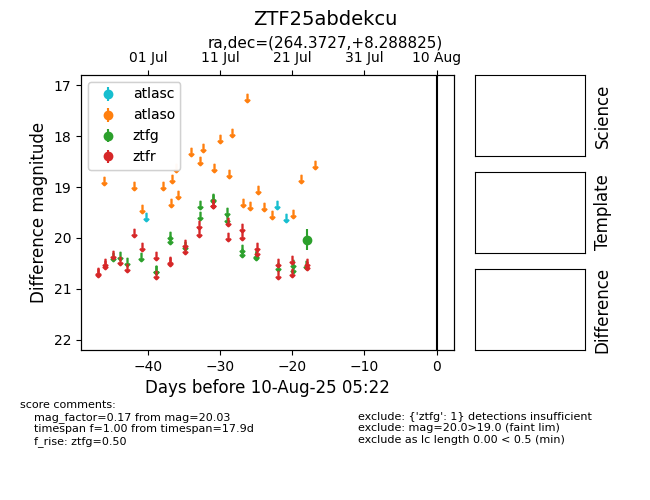 ZTF25abdekcu
ra,dec=(264.3727,+8.288825)
01 Jul
11 Jul
21 Jul
31 Jul
10 Aug
atlasc
atlaso
ztfg
ztfr
17
18
19
20
21
22
Difference magnitude
−40
−30
−20
−10
0
Days before 10-Aug-25 05:22
Science
Template
Difference
score comments:
mag_factor=0.17 from mag=20.03
timespan f=1.00 from timespan=17.9d
f_rise: ztfg=0.50
exclude: {'ztfg': 1} detections insufficient
exclude: mag=20.0>19.0 (faint lim)
exclude as lc length 0.00 < 0.5 (min)